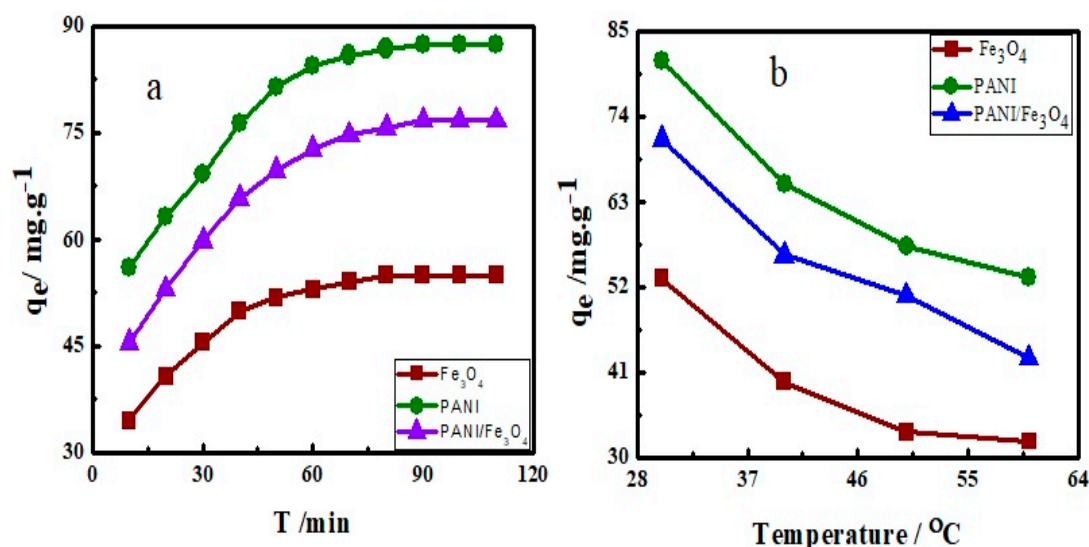 a
qe/ mg.g⁻¹
90
75
60
45
30
0 30 60 90 120
T /min
Fe₃O₄
PANI
PANI/Fe₃O₄
b
qe /mg.g⁻¹
85
74
63
52
41
30
28 37 46 55 64
Temperature / ⁰C
Fe₃O₄
PANI
PANI/Fe₃O₄